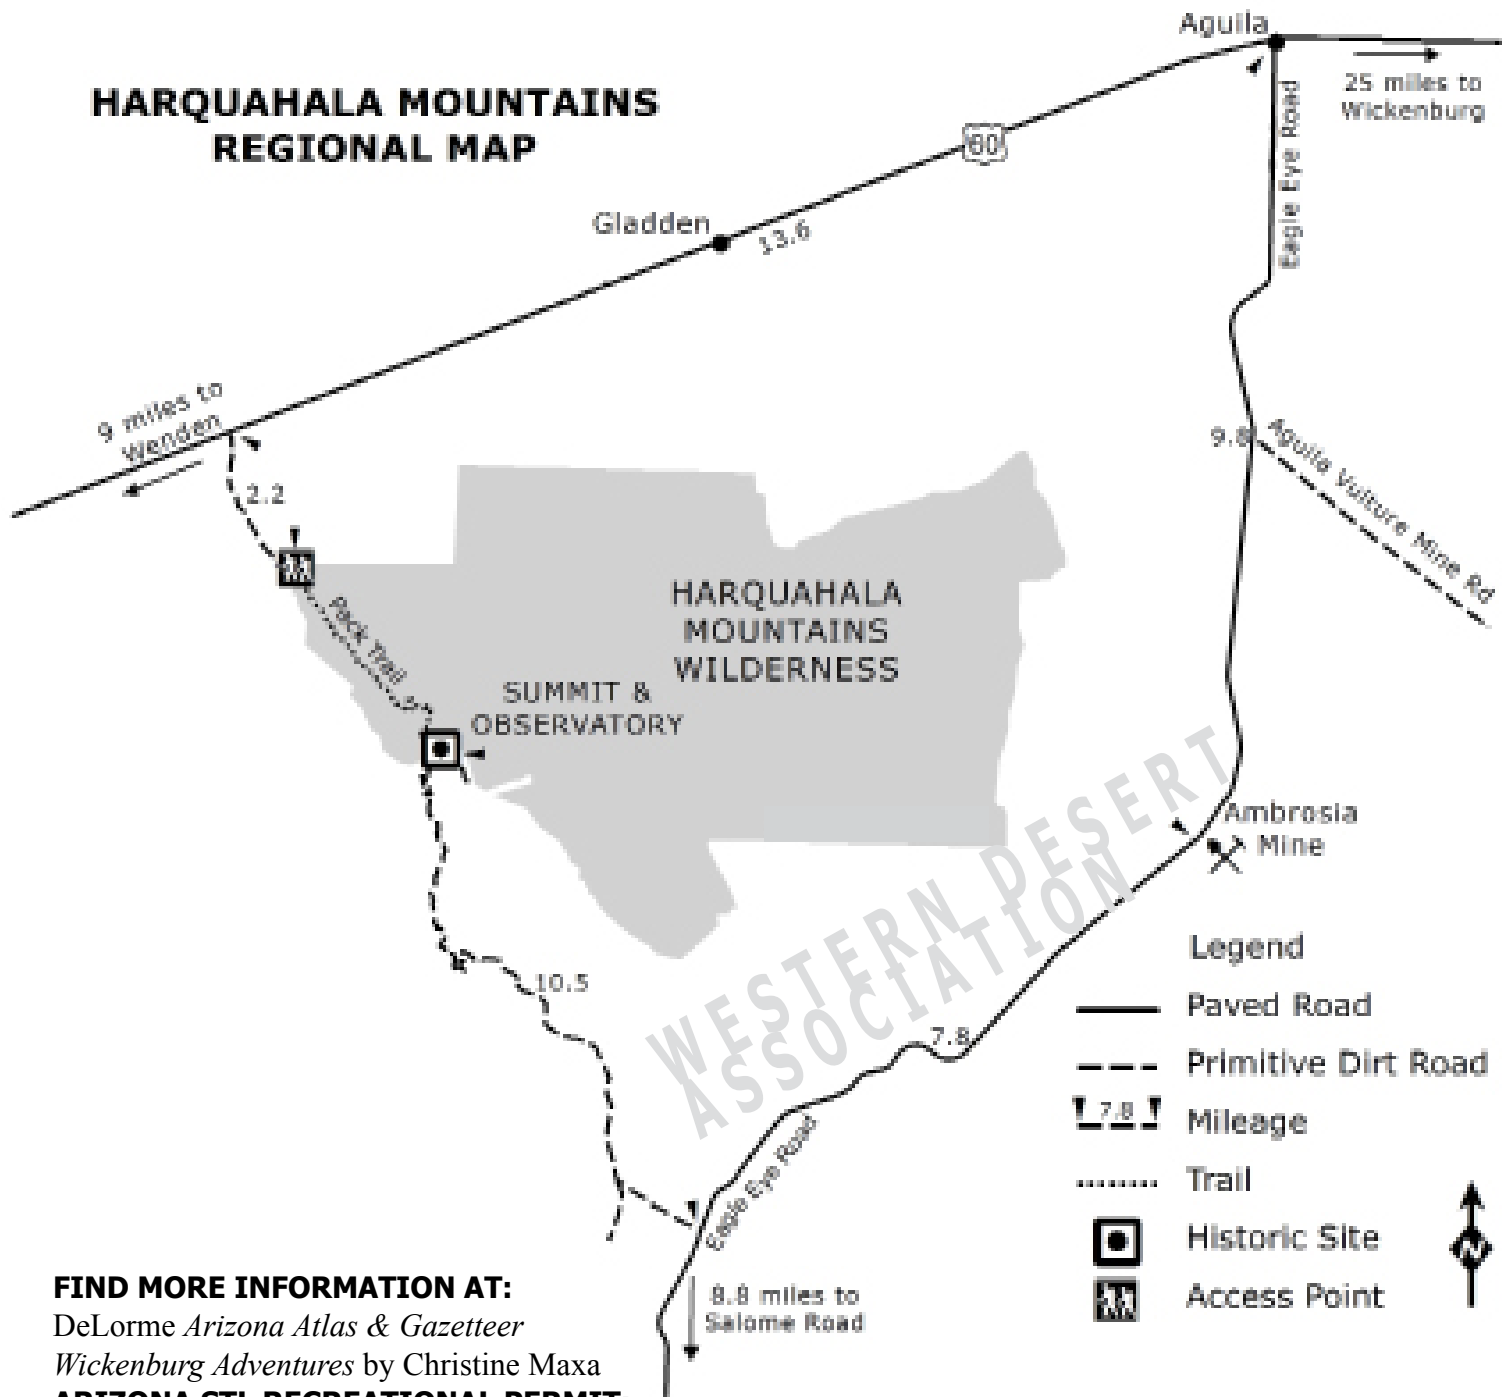 Aguila
25 miles to
Wickenburg
HARQUAHALA MOUNTAINS
REGIONAL MAP
60
Eagle Eye Road
Gladden
13.6
9 miles to
Wenden
2.2
9.8
Aguila Vulture Mine Rd
Pack Trail
HARQUAHALA
MOUNTAINS
WILDERNESS
SUMMIT &
OBSERVATORY
WESTERN DESERT
ASSOCIATION
Ambrosia
Mine
10.5
7.8
Eagle Eye Road
Legend
Paved Road
Primitive Dirt Road
7.8
Mileage
Trail
Historic Site
Access Point
N
8.8 miles to
Salome Road
FIND MORE INFORMATION AT:
DeLorme Arizona Atlas & Gazetteer
Wickenburg Adventures by Christine Maxa
ARIZONA STL RECREATIONAL PERMIT